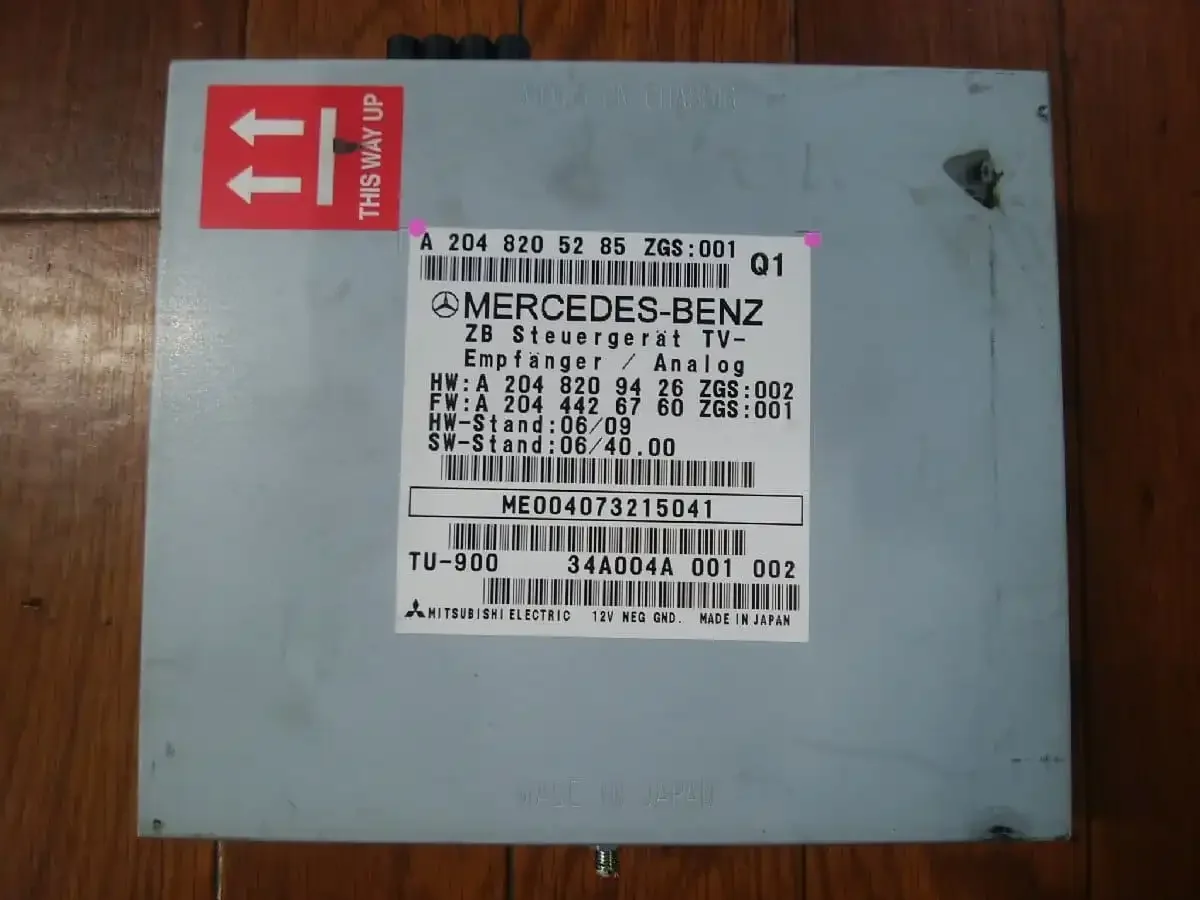 THIS WAY UP
A 204 820 52 85 ZGS:001
Q1
MERCEDES-BENZ
ZB Steuergerät TV-
Empfänger / Analog
HW:A 204 820 94 26 ZGS:002
FW:A 204 442 67 60 ZGS:001
HW-Stand:06/09
SW-Stand:06/40.00
ME004073215041
TU-900 34A004A 001 002
MITSUBISHI ELECTRIC 12V NEG GND. MADE IN JAPAN
MADE IN JAPAN